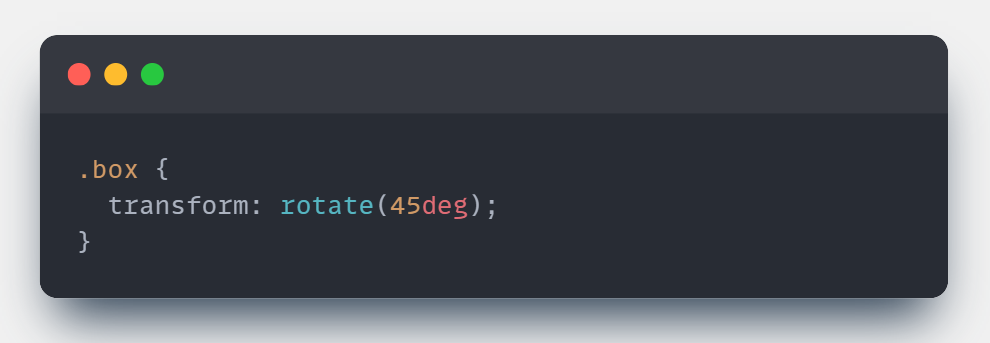 .box {
  transform: rotate(45deg);
}